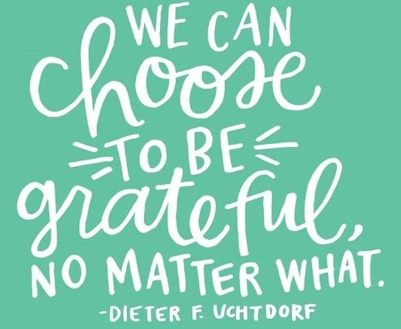 WE CAN
choose
TO BE
grateful,
NO MATTER WHAT.
-DIETER F. UCHTDORF